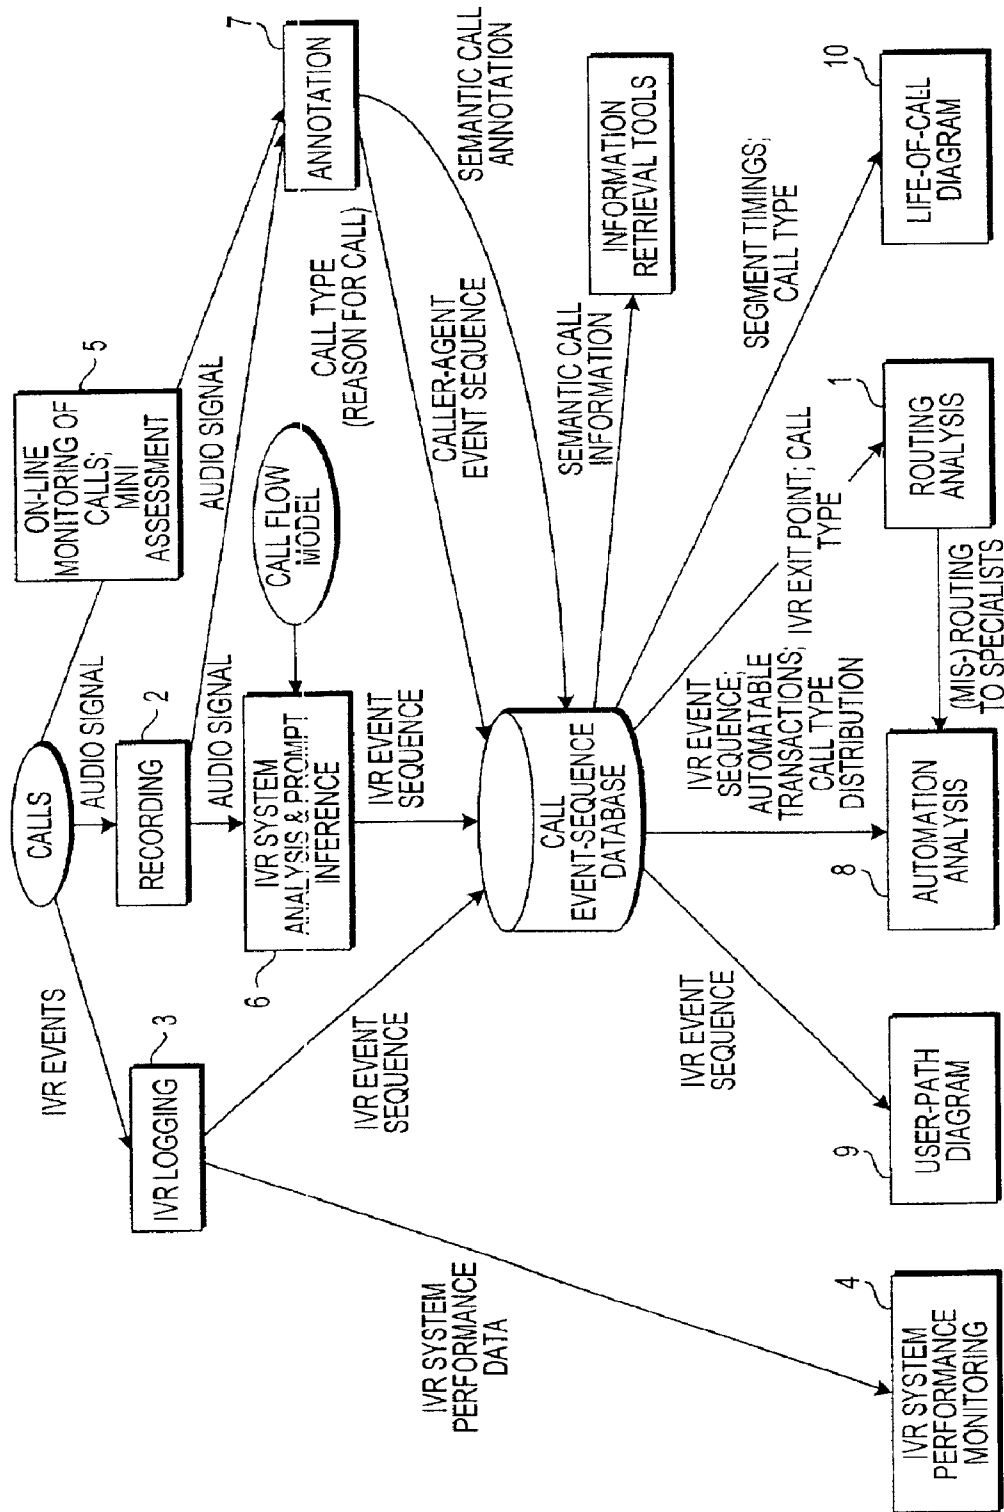 CALLS
IVR EVENTS
AUDIO SIGNAL
ON-LINE
MONITORING OF
CALLS;
MINI
ASSESSMENT
5
IVR LOGGING
3
RECORDING
2
AUDIO SIGNAL
AUDIO SIGNAL
IVR SYSTEM
ANALYSIS & PROMPT
INFERENCE
6
CALL FLOW
MODEL
ANNOTATION
7
IVR EVENT
SEQUENCE
IVR EVENT
SEQUENCE
CALL TYPE
(REASON FOR CALL)
CALLER-AGENT
EVENT SEQUENCE
SEMANTIC CALL
ANNOTATION
CALL
EVENT-SEQUENCE
DATABASE
SEMANTIC CALL
INFORMATION
INFORMATION
RETRIEVAL TOOLS
IVR SYSTEM
PERFORMANCE
DATA
IVR EVENT
SEQUENCE
IVR EVENT
SEQUENCE;
AUTOMATABLE
TRANSACTIONS;
CALL TYPE
DISTRIBUTION
IVR EXIT POINT; CALL
TYPE
SEGMENT TIMINGS;
CALL TYPE
IVR SYSTEM
PERFORMANCE
MONITORING
4
USER-PATH
DIAGRAM
9
AUTOMATION
ANALYSIS
8
(MIS-) ROUTING
TO SPECIALISTS
ROUTING
ANALYSIS
1
LIFE-OF-CALL
DIAGRAM
10